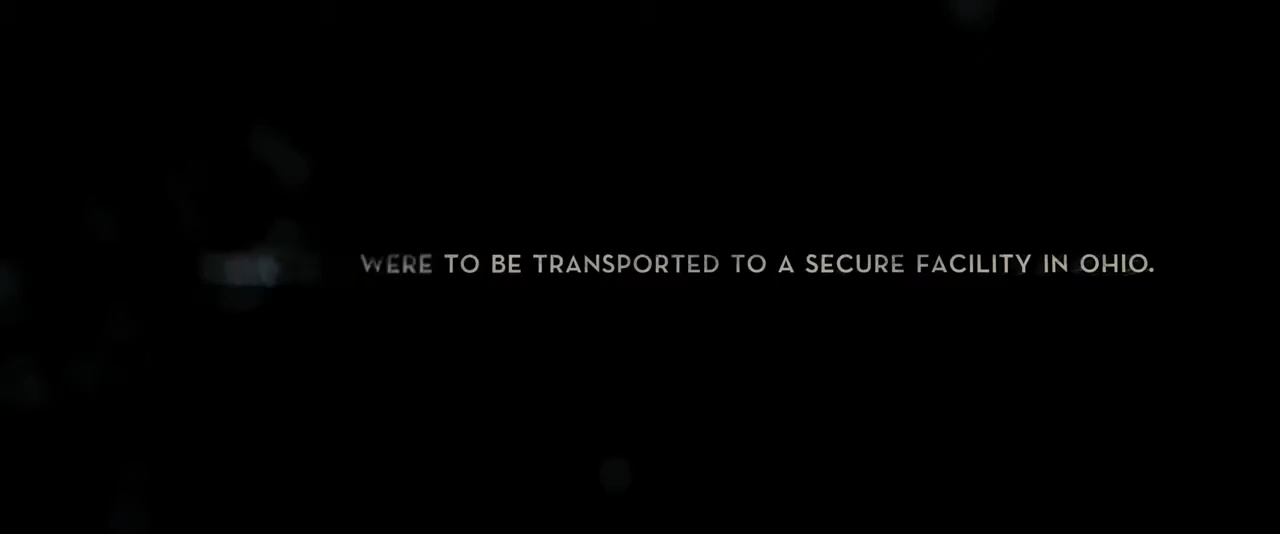 WERE TO BE TRANSPORTED TO A SECURE FACILITY IN OHIO.